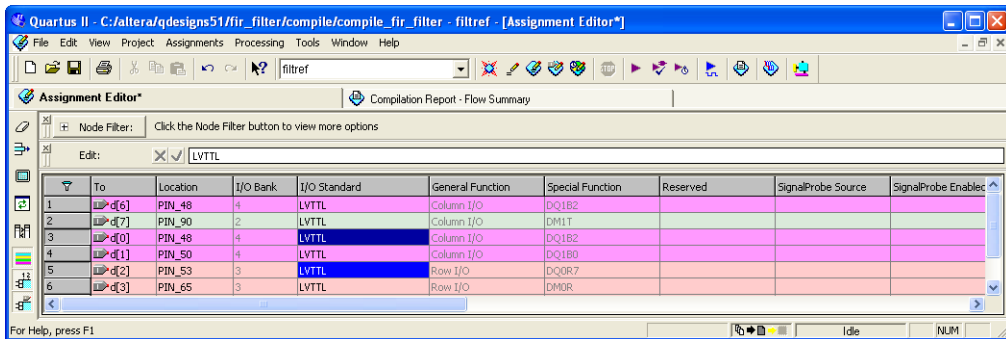 Quartus II - C:/altera/qdesigns51/fir_filter/compile/compile_fir_filter - filtref - [Assignment Editor*]
File Edit View Project Assignments Processing Tools Window Help
filtref
STOP
Assignment Editor*
Compilation Report - Flow Summary
Node Filter: Click the Node Filter button to view more options
Edit: LVTTL
To Location I/O Bank I/O Standard General Function Special Function Reserved SignalProbe Source SignalProbe Enabled
1 d[6] PIN_48 4 LVTTL Column I/O DQ1B2
2 d[7] PIN_90 2 LVTTL DM1T
3 d[0] PIN_48 4 LVTTL Column I/O DQ1B2
4 d[1] PIN_50 4 LVTTL Column I/O DQ1B0
5 d[2] PIN_53 3 LVTTL Row I/O DQ0R7
6 d[3] PIN_65 3 LVTTL Row I/O DM0R
For Help, press F1
Idle NUM